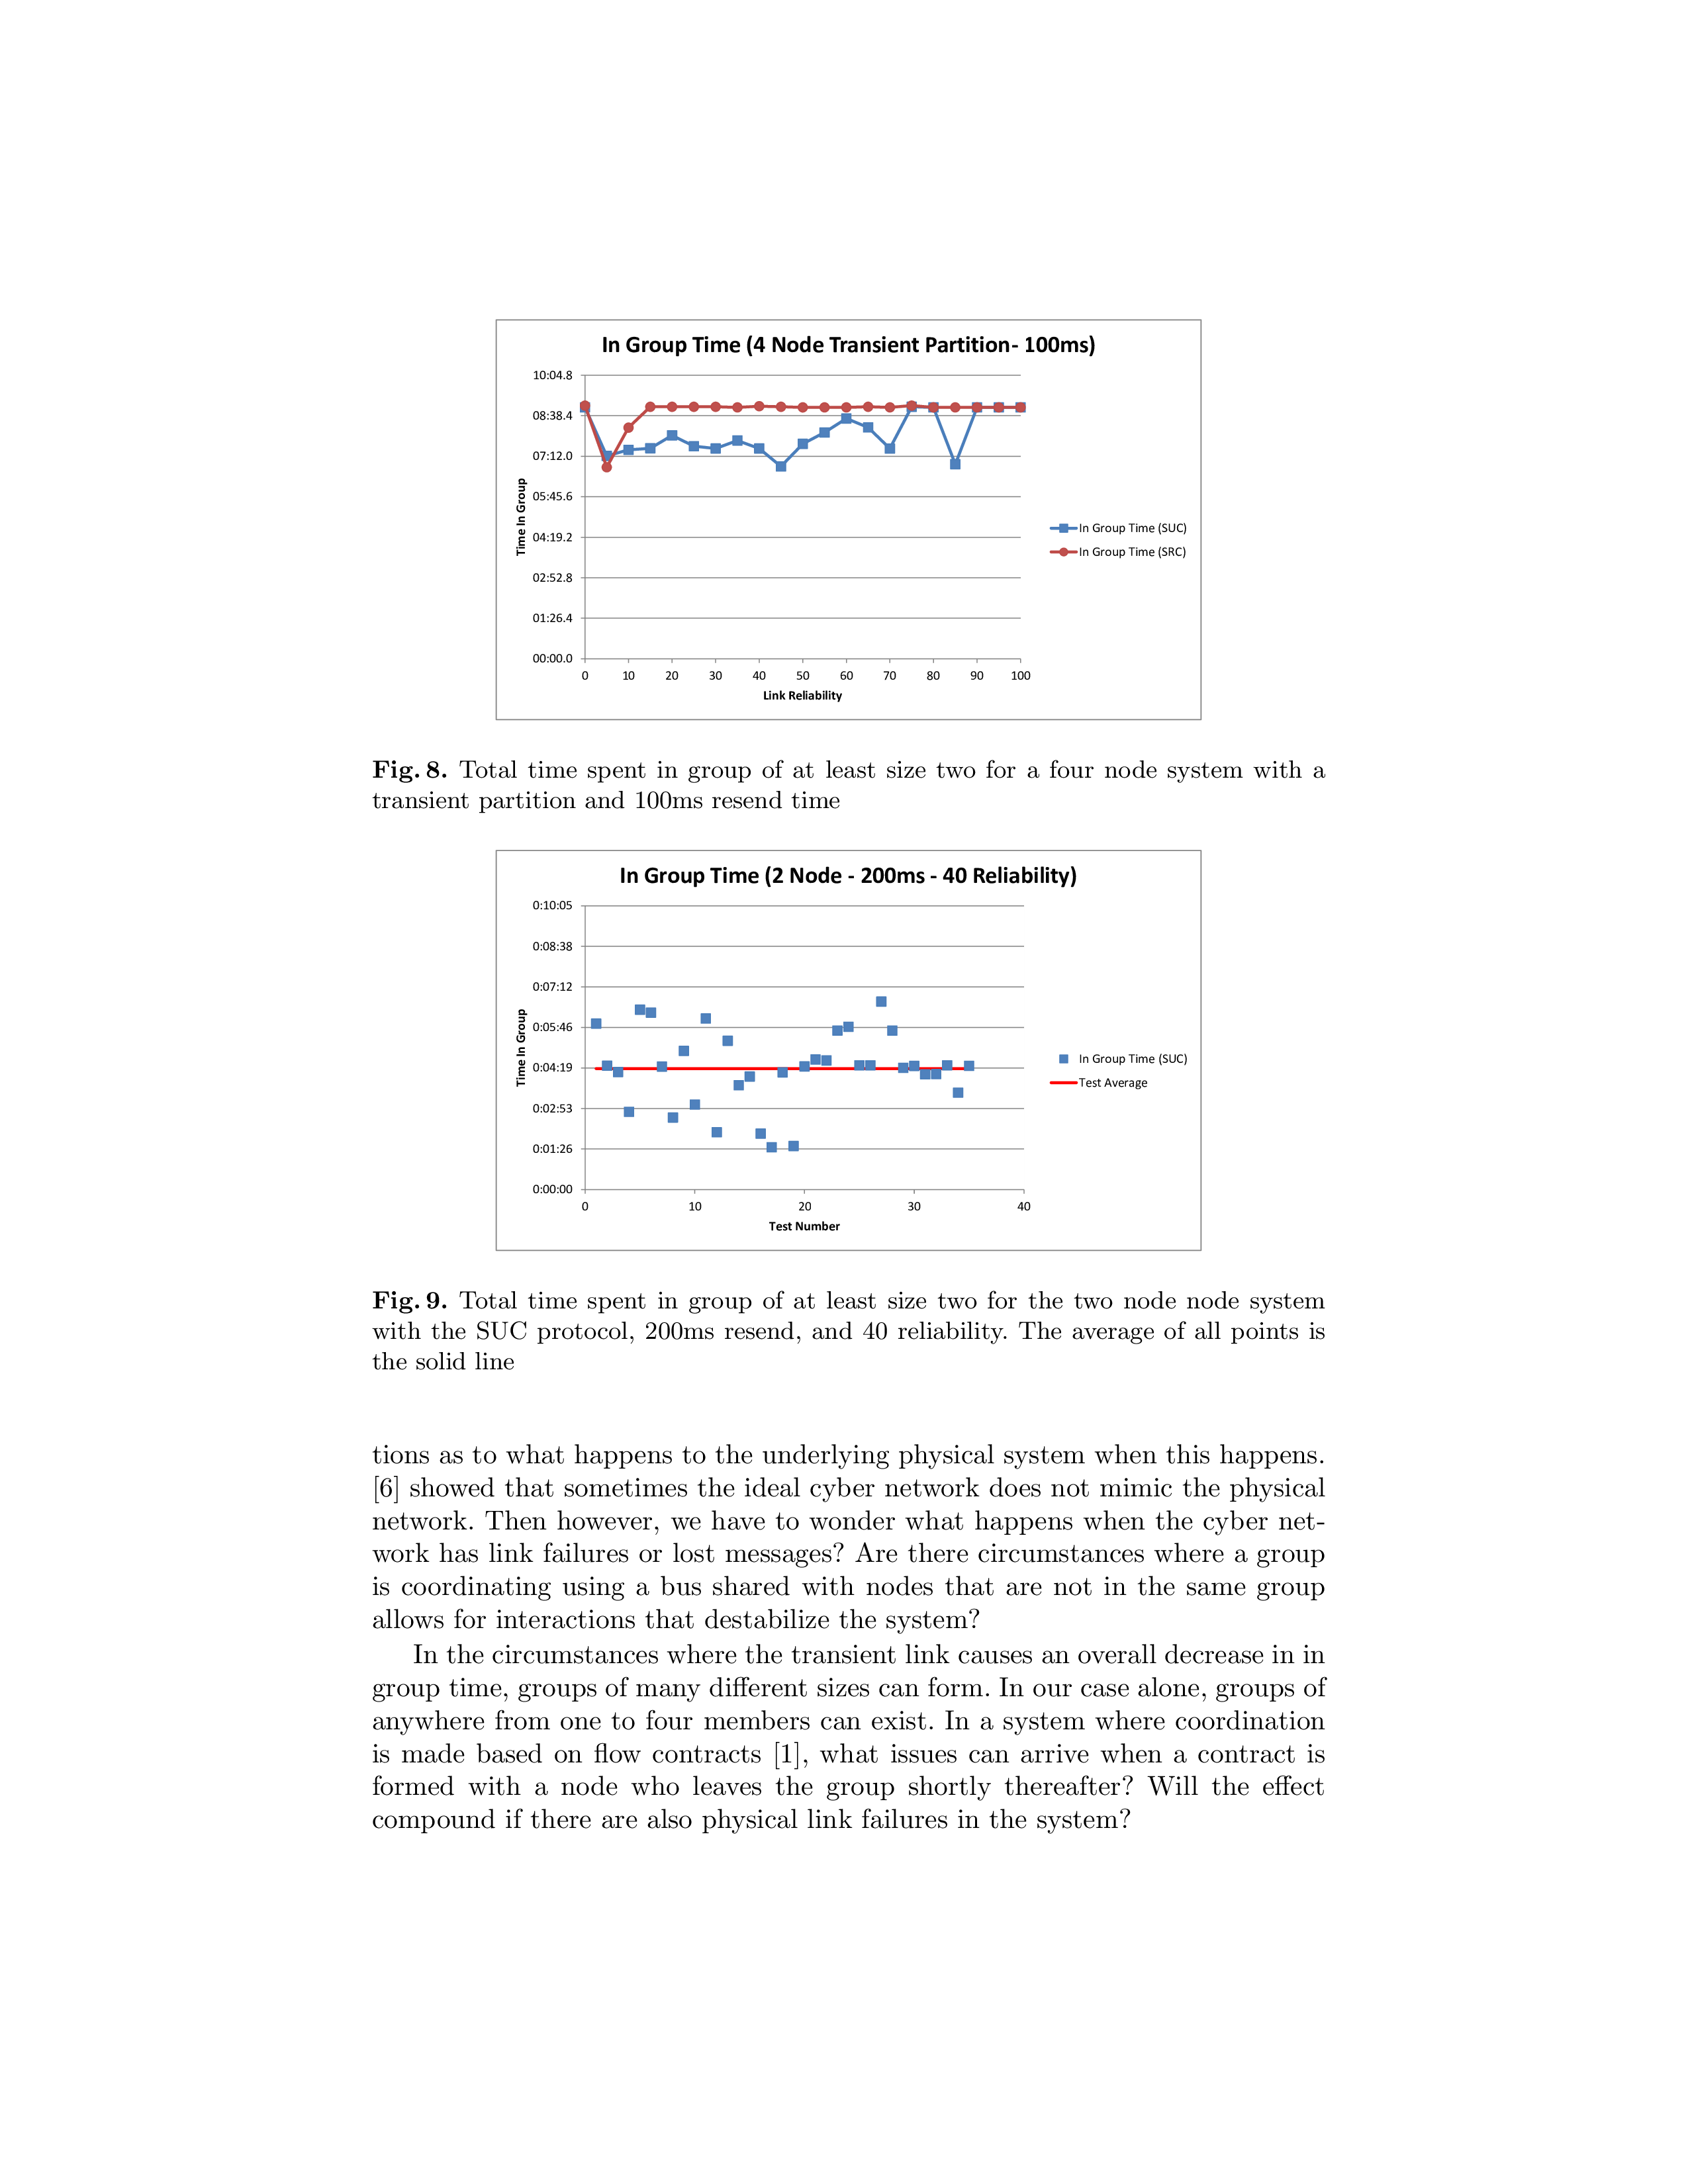 In Group Time (4 Node Transient Partition- 100ms)
10:04.8
08:38.4
07:12.0
05:45.6
04:19.2
02:52.8
01:26.4
00:00.0
Time In Group
0 10 20 30 40 50 60 70 80 90 100
Link Reliability
In Group Time (SUC)
In Group Time (SRC)
Fig. 8. Total time spent in group of at least size two for a four node system with a
transient partition and 100ms resend time
In Group Time (2 Node - 200ms - 40 Reliability)
0:10:05
0:08:38
0:07:12
0:05:46
0:04:19
0:02:53
0:01:26
0:00:00
Time In Group
0 10 20 30 40
Test Number
In Group Time (SUC)
Test Average
Fig. 9. Total time spent in group of at least size two for the two node node system
with the SUC protocol, 200ms resend, and 40 reliability. The average of all points is
the solid line
tions as to what happens to the underlying physical system when this happens.
[6] showed that sometimes the ideal cyber network does not mimic the physical
network. Then however, we have to wonder what happens when the cyber net-
work has link failures or lost messages? Are there circumstances where a group
is coordinating using a bus shared with nodes that are not in the same group
allows for interactions that destabilize the system?
In the circumstances where the transient link causes an overall decrease in in
group time, groups of many different sizes can form. In our case alone, groups of
anywhere from one to four members can exist. In a system where coordination
is made based on flow contracts [1], what issues can arrive when a contract is
formed with a node who leaves the group shortly thereafter? Will the effect
compound if there are also physical link failures in the system?